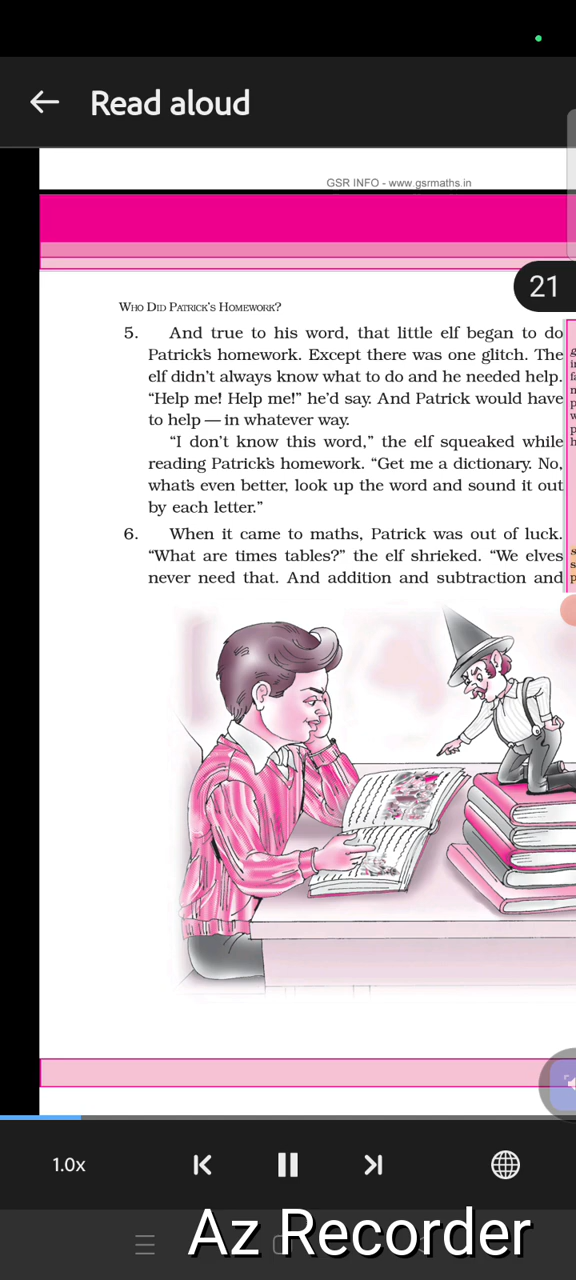 Read aloud
GSR INFO - www.gsrmaths.in
21
WHO DID PATRICK'S HOMEWORK?
5. And true to his word, that little elf began to do
Patrick's homework. Except there was one glitch. The
elf didn't always know what to do and he needed help.
“Help me! Help me!” he'd say. And Patrick would have
to help — in whatever way.
“I don't know this word,” the elf squeaked while
reading Patrick's homework. “Get me a dictionary. No,
what's even better, look up the word and sound it out
by each letter.”
6. When it came to maths, Patrick was out of luck.
“What are times tables?” the elf shrieked. “We elves
never need that. And addition and subtraction and
1.0x
Az Recorder